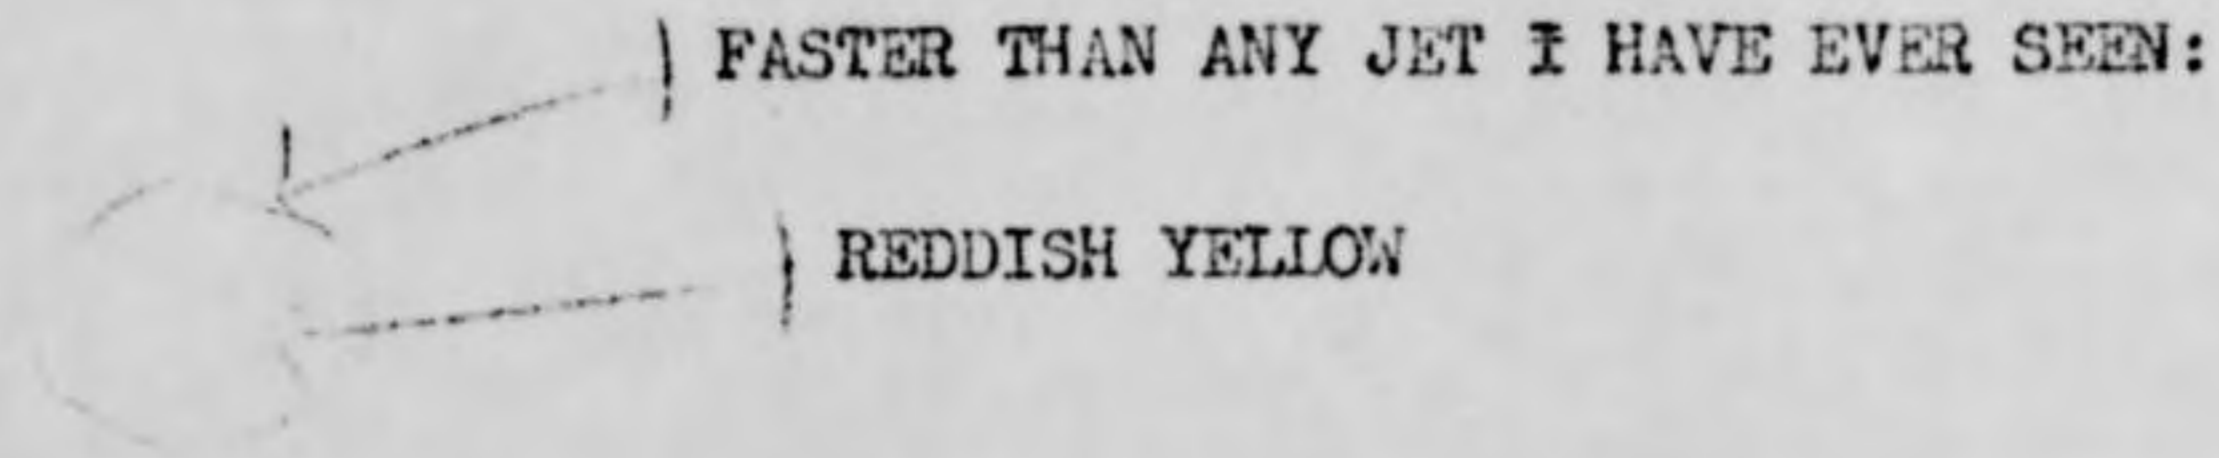 FASTER THAN ANY JET I HAVE EVER SEEN:
REDDISH YELLOW